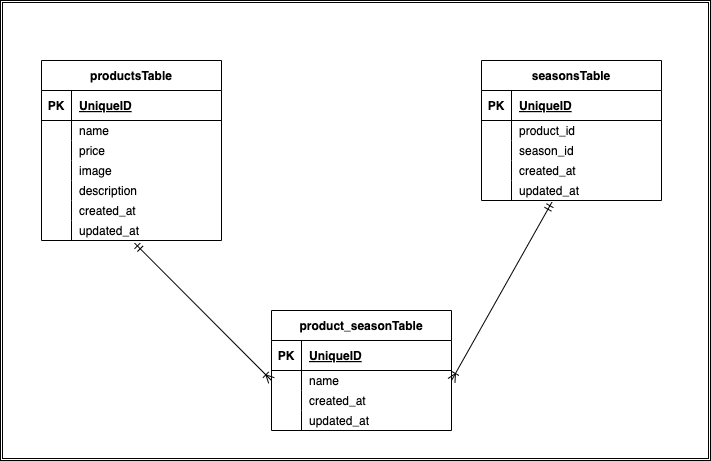 productsTable
PK UniqueID
name
price
image
description
created_at
updated_at
seasonsTable
PK UniqueID
product_id
season_id
created_at
updated_at
product_seasonTable
PK UniqueID
name
created_at
updated_at